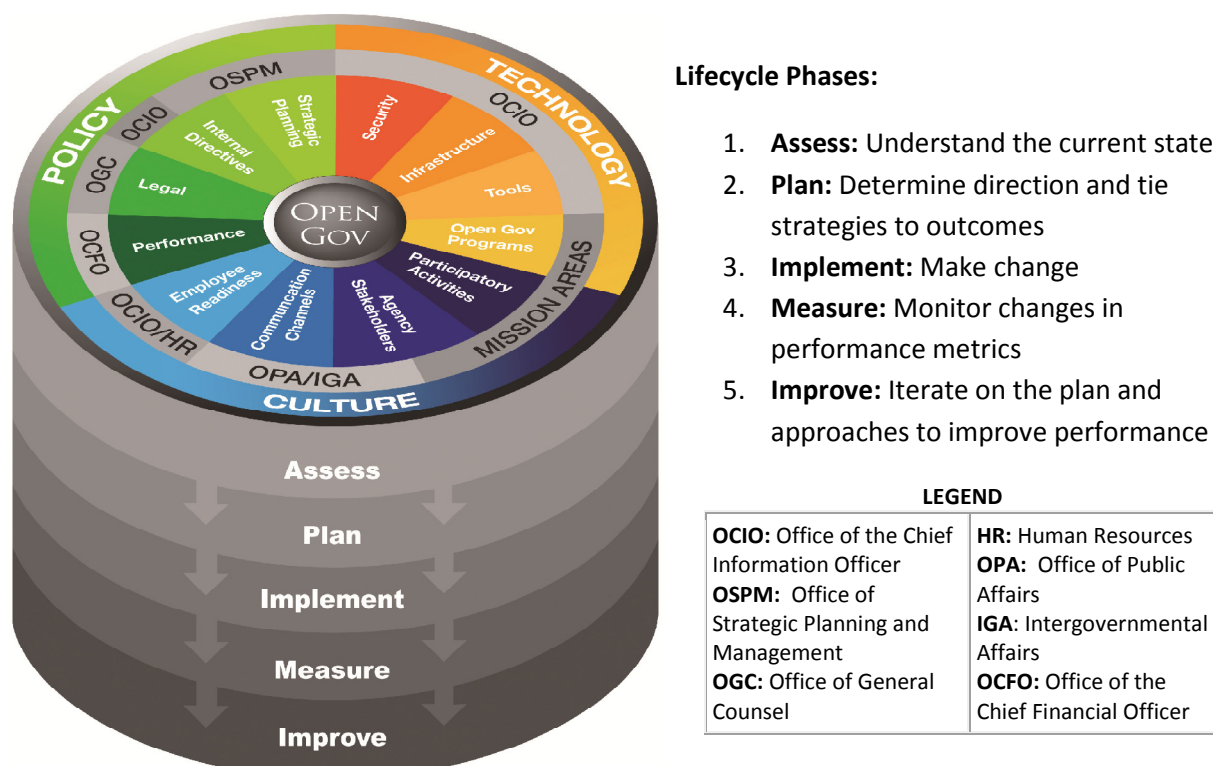 POLICY
TECHNOLOGY
CULTURE
OGC
OCIO
OSPM
OCIO
MISSION AREAS
OPA/IGA
OCIO/HR
OCFO
Legal
Internal
Directives
Strategic
Planning
Security
Infrastructure
Tools
Open Gov
Programs
Participatory
Activities
Agency
Stakeholders
Communcation
Channels
Employee
Readiness
Performance
OPEN
GOV
Assess
Plan
Implement
Measure
Improve
Lifecycle Phases:
1. Assess: Understand the current state
2. Plan: Determine direction and tie
strategies to outcomes
3. Implement: Make change
4. Measure: Monitor changes in
performance metrics
5. Improve: Iterate on the plan and
approaches to improve performance
LEGEND
OCIO: Office of the Chief
Information Officer
OSPM: Office of
Strategic Planning and
Management
OGC: Office of General
Counsel
HR: Human Resources
OPA: Office of Public
Affairs
IGA: Intergovernmental
Affairs
OCFO: Office of the
Chief Financial Officer